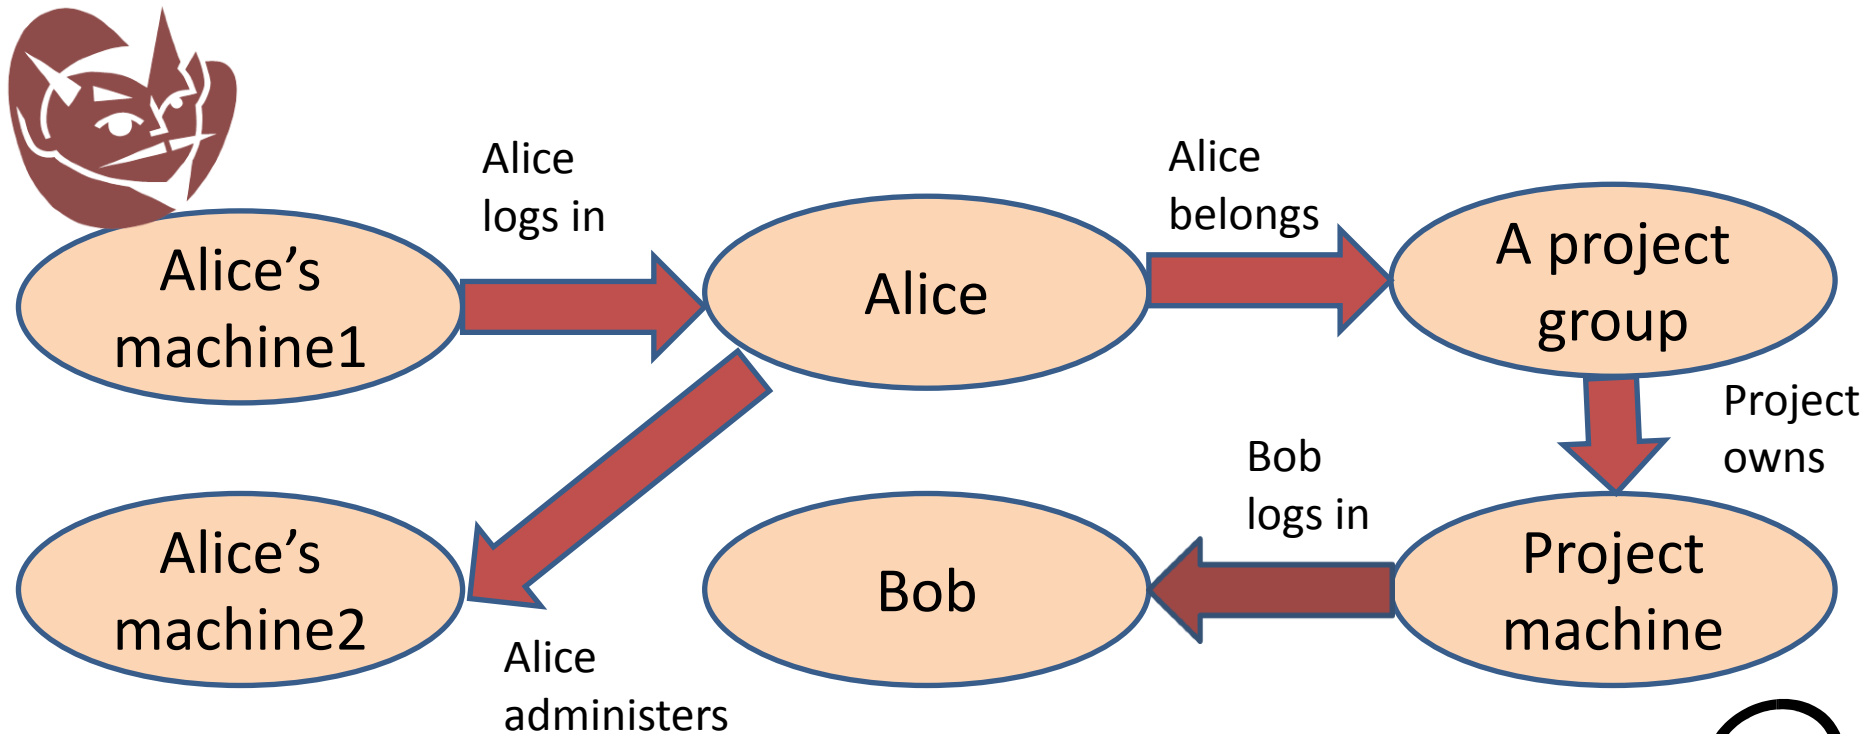 Alice
logs in
Alice
belongs
Alice’s
machine1
Alice
A project
group
Project
owns
Bob
logs in
Alice’s
machine2
Bob
Project
machine
Alice
administers